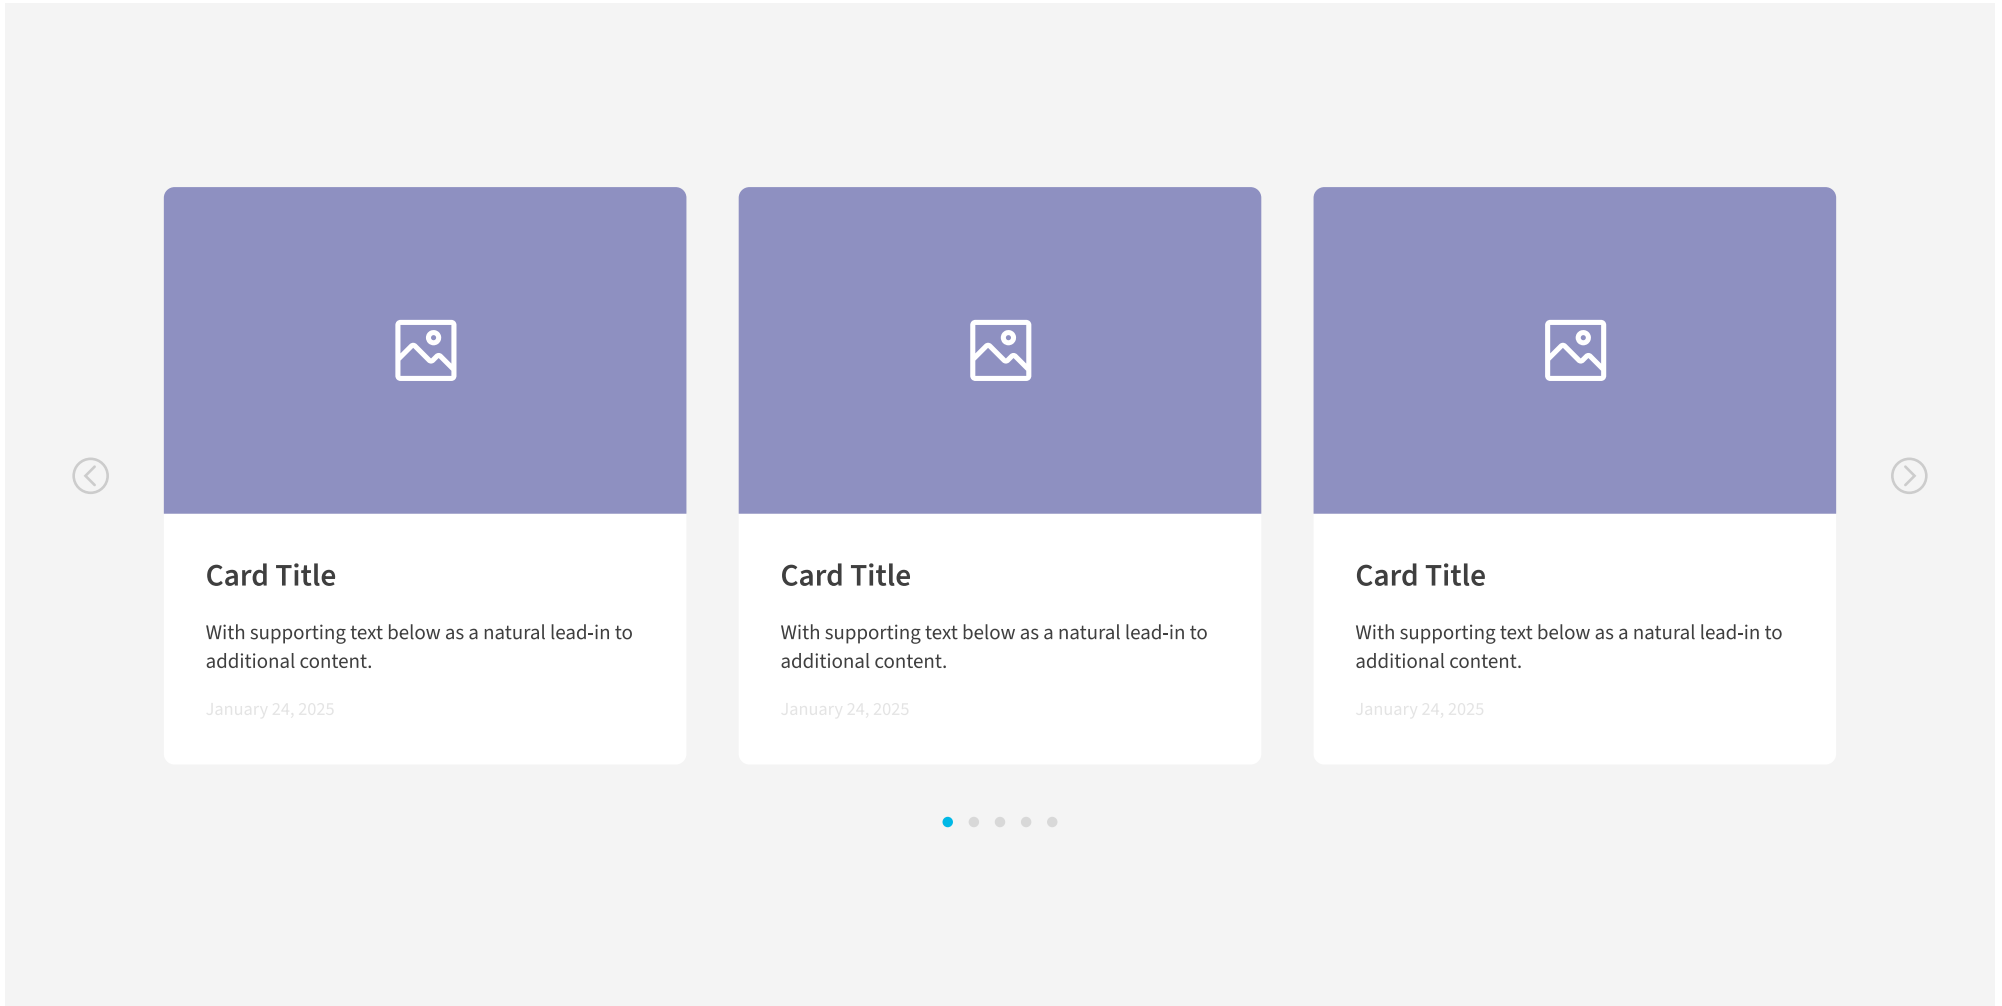 Card Title
With supporting text below as a natural lead-in to
additional content.
January 24, 2025
Card Title
With supporting text below as a natural lead-in to
additional content.
January 24, 2025
Card Title
With supporting text below as a natural lead-in to
additional content.
January 24, 2025